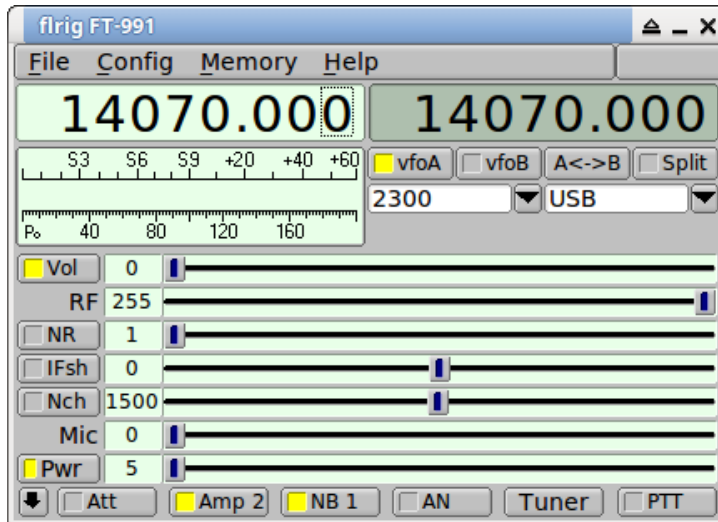 flrig FT-991
File Config Memory Help
14070.000 14070.000
S3 S6 S9 +20 +40 +60 vfoA vfoB A<->B Split
2300 USB
Po 40 80 120 160
Vol 0
RF 255
NR 1
IFsh 0
Nch 1500
Mic 0
Pwr 5
Att Amp 2 NB 1 AN Tuner PTT